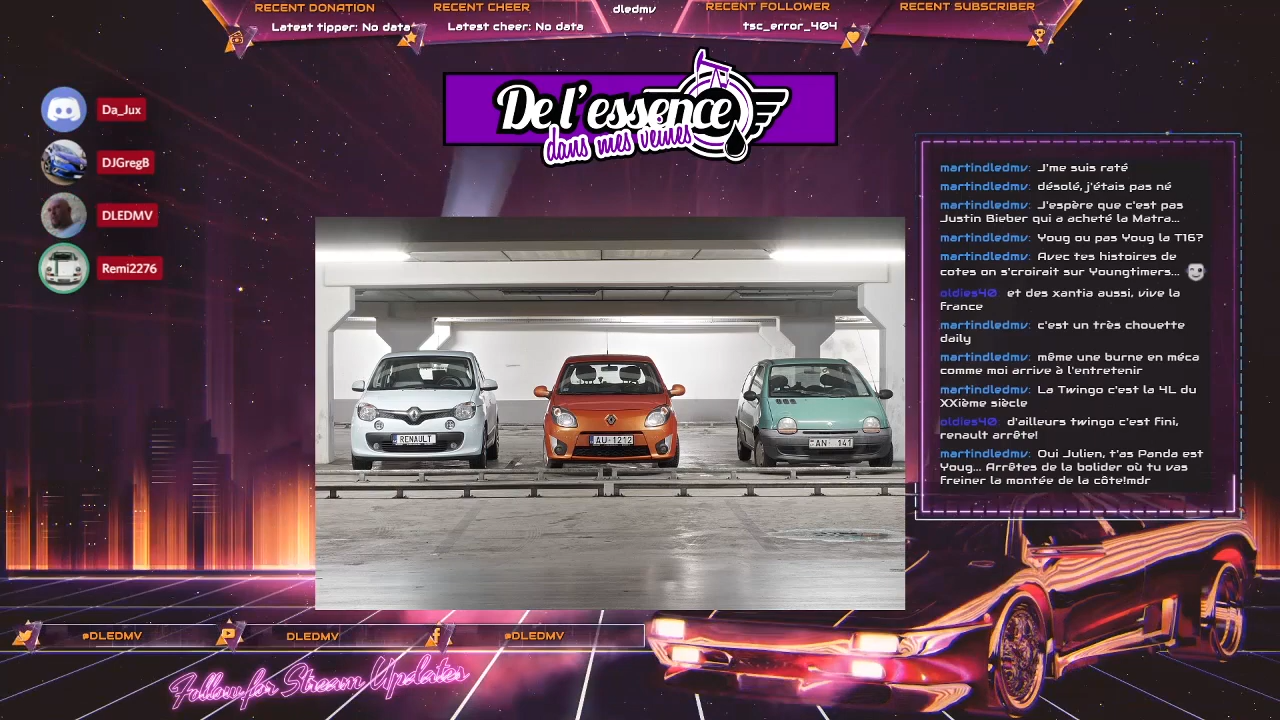 RECENT DONATION
RECENT CHEER
dledmv
RECENT FOLLOWER
RECENT SUBSCRIBER
Latest tipper: No data
Latest cheer: No data
tsc_error_404
De l'essence
dans mes veines
Da_Jux
DJGregB
DLEDMV
Remi2276
martindledmv: J'me suis raté
martindledmv: désolé, j'étais pas né
martindledmv: J'espère que c'est pas
Justin Bieber qui a acheté la Matra...
martindledmv: Youg ou pas Youg la T16?
martindledmv: Avec tes histoires de
cotes on s'croirait sur Youngtimers...
oldies40: et des xantia aussi, vive la
France
martindledmv: c'est un très chouette
daily
martindledmv: même une burne en méca
comme moi arrive à l'entretenir
martindledmv: La Twingo c'est la 4L du
XXième siècle
oldies40: d'ailleurs twingo c'est fini,
renault arrête!
martindledmv: Oui Julien, t'as Panda est
Youg... Arrêtes de la bolider où tu vas
freiner la montée de la côte!mdr
RENAULT
AU-1212
AN 141
@DLEDMV
DLEDMV
@DLEDMV
Follow for Stream Updates